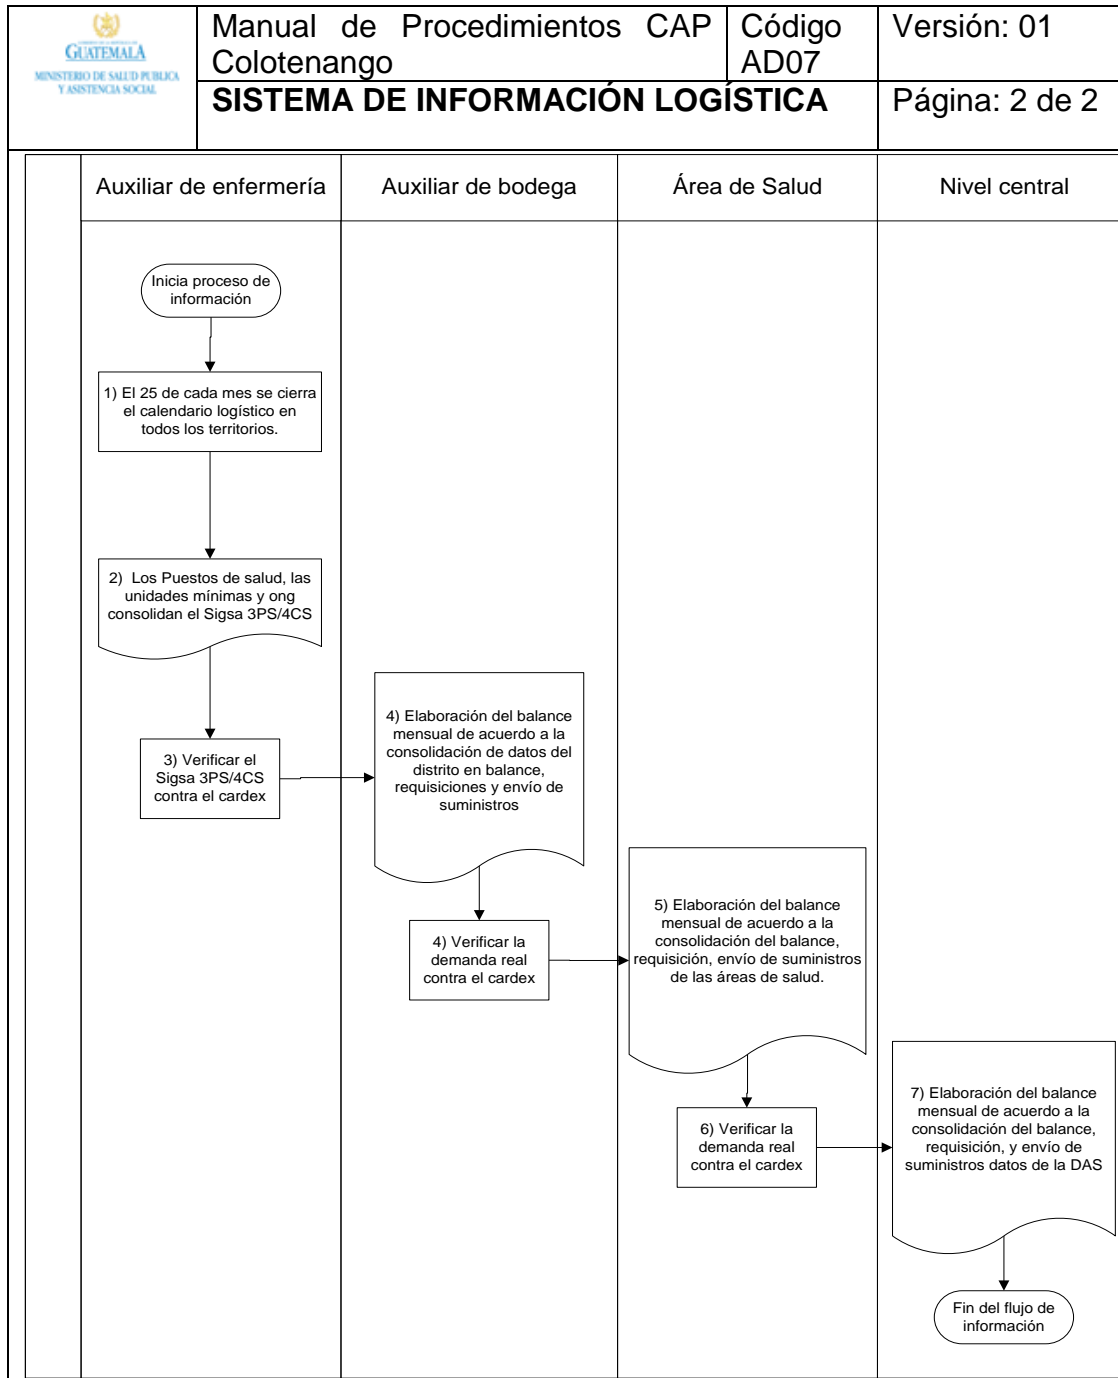 GOBIERNO DE LA REPÚBLICA DE
GUATEMALA
MINISTERIO DE SALUD PUBLICA
Y ASISTENCIA SOCIAL
Manual de Procedimientos CAP
Colotenango
Código
AD07
Versión: 01
SISTEMA DE INFORMACIÓN LOGÍSTICA
Página: 2 de 2
Auxiliar de enfermería
Auxiliar de bodega
Área de Salud
Nivel central
Inicia proceso de
información
1) El 25 de cada mes se cierra
el calendario logístico en
todos los territorios.
2) Los Puestos de salud, las
unidades mínimas y ong
consolidan el Sigsa 3PS/4CS
3) Verificar el
Sigsa 3PS/4CS
contra el cardex
4) Elaboración del balance
mensual de acuerdo a la
consolidación de datos del
distrito en balance,
requisiciones y envío de
suministros
4) Verificar la
demanda real
contra el cardex
5) Elaboración del balance
mensual de acuerdo a la
consolidación del balance,
requisición, envío de suministros
de las áreas de salud.
6) Verificar la
demanda real
contra el cardex
7) Elaboración del balance
mensual de acuerdo a la
consolidación del balance,
requisición, y envío de
suministros datos de la DAS
Fin del flujo de
información